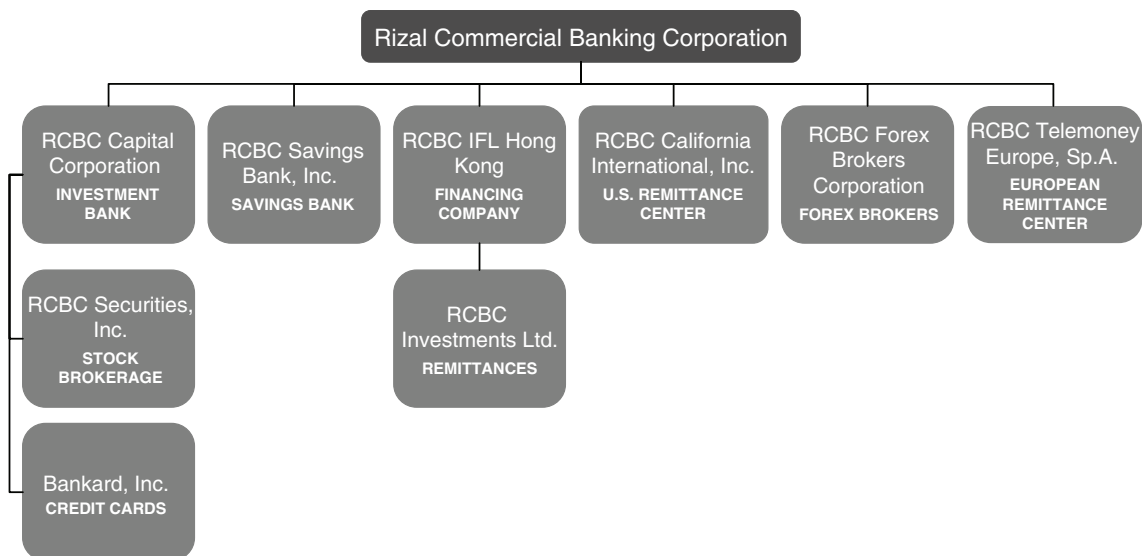 Rizal Commercial Banking Corporation
RCBC Capital
Corporation
INVESTMENT
BANK
RCBC Savings
Bank, Inc.
SAVINGS BANK
RCBC IFL Hong
Kong
FINANCING
COMPANY
RCBC California
International, Inc.
U.S. REMITTANCE
CENTER
RCBC Forex
Brokers
Corporation
FOREX BROKERS
RCBC Telemoney
Europe, Sp.A.
EUROPEAN
REMITTANCE
CENTER
RCBC Securities,
Inc.
STOCK
BROKERAGE
RCBC
Investments Ltd.
REMITTANCES
Bankard, Inc.
CREDIT CARDS